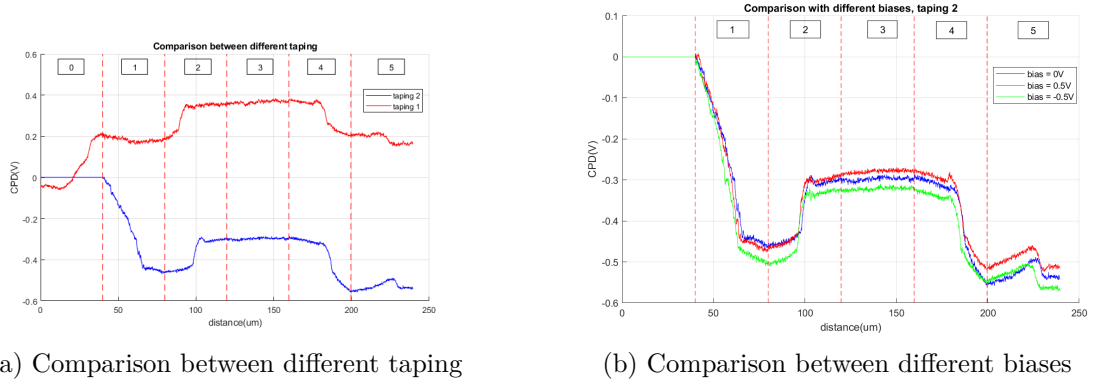 Comparison between different taping
0.6
0.4
0.2
0
-0.2
-0.4
-0.6
CPD(V)
0 1 2 3 4 5
taping 2
taping 1
0 50 100 150 200 250
distance(um)
a) Comparison between different taping
Comparison with different biases, taping 2
0.1
0
-0.1
-0.2
-0.3
-0.4
-0.5
-0.6
CPD(V)
1 2 3 4 5
bias = 0V
bias = 0.5V
bias = -0.5V
0 50 100 150 200 250
distance(um)
(b) Comparison between different biases